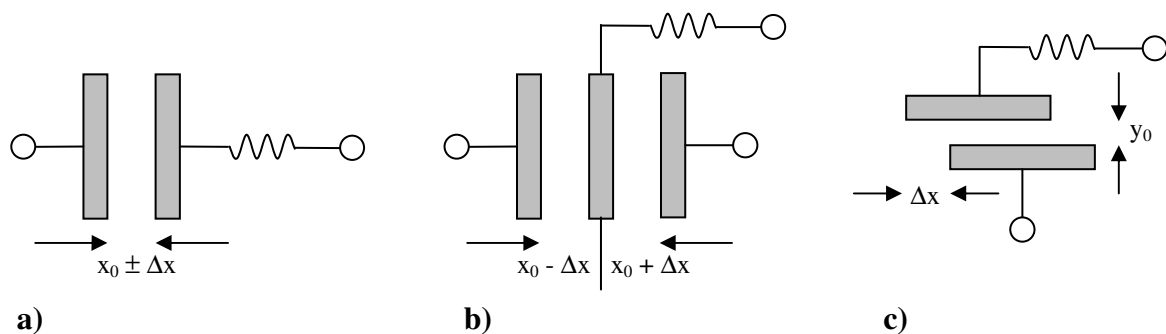 y₀
Δx
x₀ ± Δx
x₀ - Δx
x₀ + Δx
a)
b)
c)